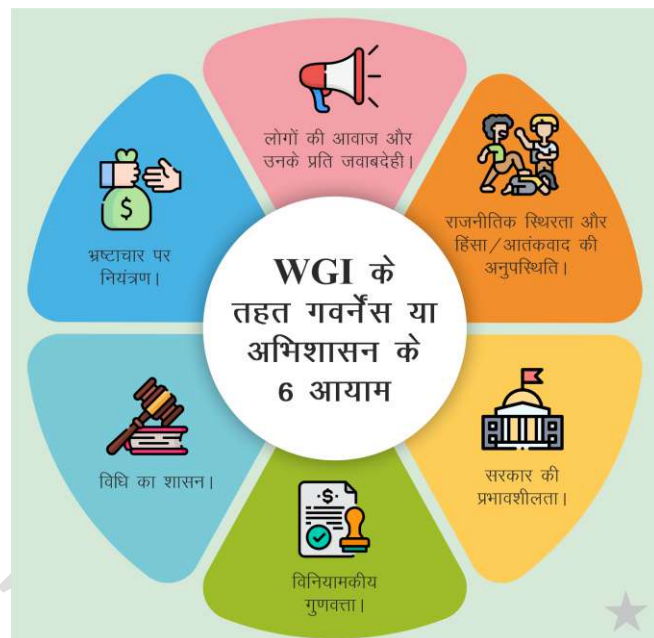 WGI के
तहत गवर्नेंस या
अभिशासन के
6 आयाम
लोगों की आवाज और
उनके प्रति जवाबदेही।
राजनीतिक स्थिरता और
हिंसा/आतंकवाद की
अनुपस्थिति।
सरकार की
प्रभावशीलता।
विनियामकीय
गुणवत्ता।
विधि का शासन।
भ्रष्टाचार पर
नियंत्रण।